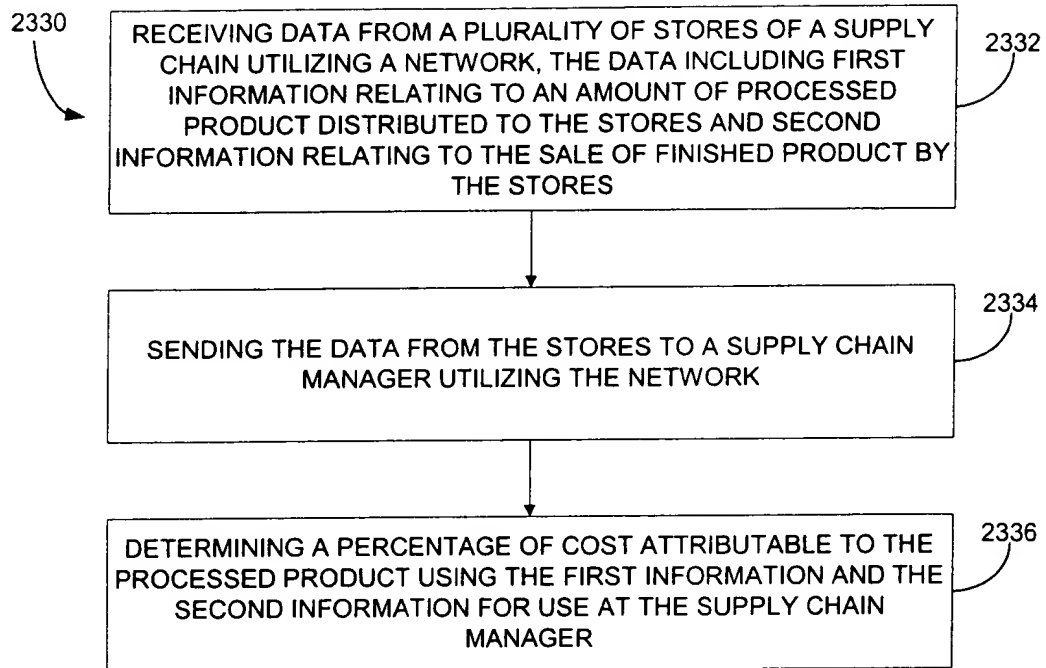 2330
RECEIVING DATA FROM A PLURALITY OF STORES OF A SUPPLY
CHAIN UTILIZING A NETWORK, THE DATA INCLUDING FIRST
INFORMATION RELATING TO AN AMOUNT OF PROCESSED
PRODUCT DISTRIBUTED TO THE STORES AND SECOND
INFORMATION RELATING TO THE SALE OF FINISHED PRODUCT BY
THE STORES
2332
SENDING THE DATA FROM THE STORES TO A SUPPLY CHAIN
MANAGER UTILIZING THE NETWORK
2334
DETERMINING A PERCENTAGE OF COST ATTRIBUTABLE TO THE
PROCESSED PRODUCT USING THE FIRST INFORMATION AND THE
SECOND INFORMATION FOR USE AT THE SUPPLY CHAIN
MANAGER
2336